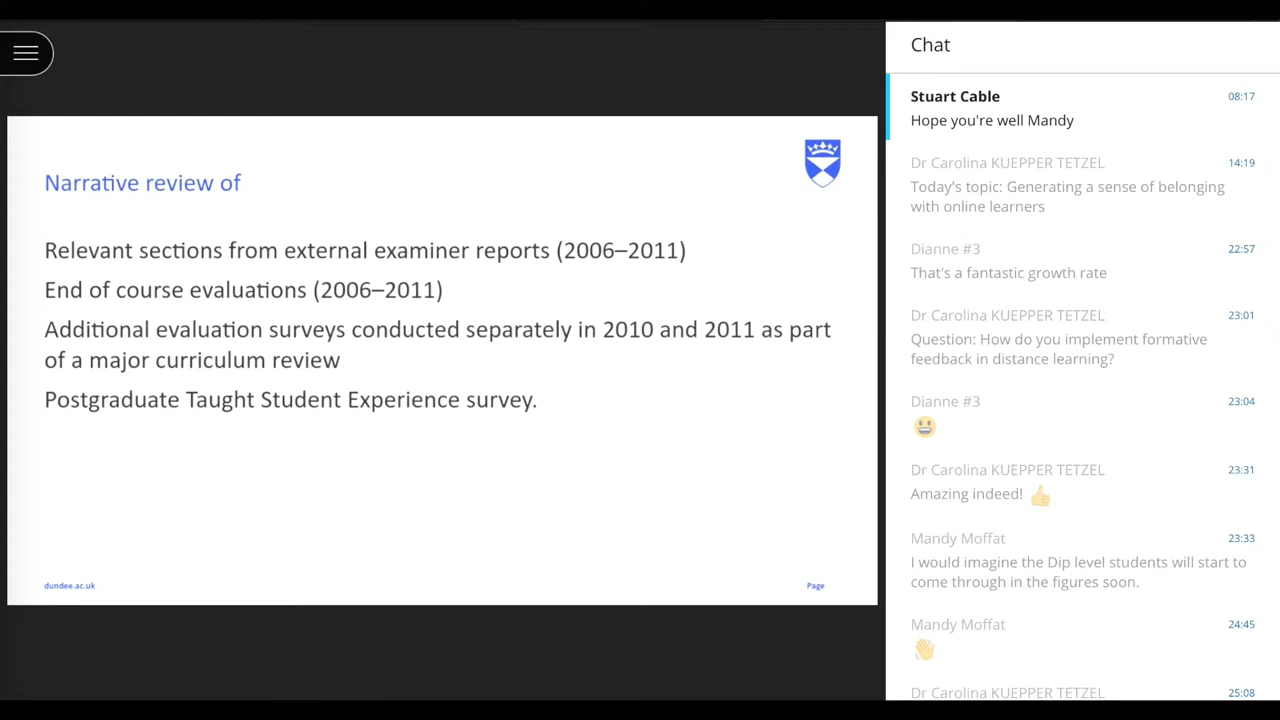 Narrative review of
Relevant sections from external examiner reports (2006–2011)
End of course evaluations (2006–2011)
Additional evaluation surveys conducted separately in 2010 and 2011 as part
of a major curriculum review
Postgraduate Taught Student Experience survey.
dundee.ac.uk
Page
Chat
Stuart Cable 08:17
Hope you're well Mandy
Dr Carolina KUEPPER TETZEL 14:19
Today's topic: Generating a sense of belonging
with online learners
Dianne #3 22:57
That's a fantastic growth rate
Dr Carolina KUEPPER TETZEL 23:01
Question: How do you implement formative
feedback in distance learning?
Dianne #3 23:04
Dr Carolina KUEPPER TETZEL 23:31
Amazing indeed!
Mandy Moffat 23:33
I would imagine the Dip level students will start to
come through in the figures soon.
Mandy Moffat 24:45
Dr Carolina KUEPPER TETZEL 25:08